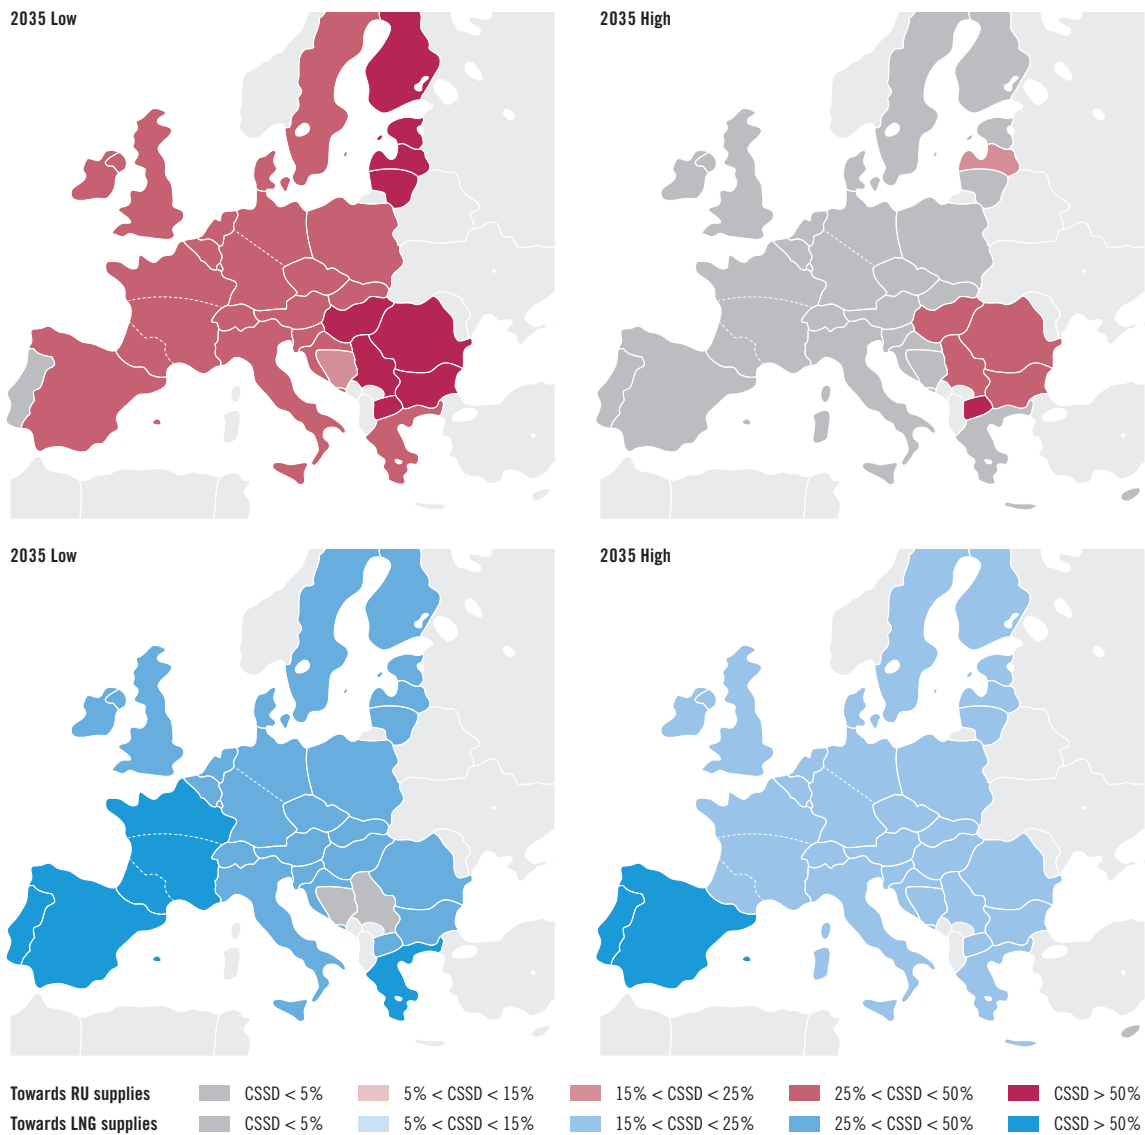 2035 Low
2035 High
2035 Low
2035 High
Towards RU supplies CSSD < 5% 5% < CSSD < 15% 15% < CSSD < 25% 25% < CSSD < 50% CSSD > 50%
Towards LNG supplies CSSD < 5% 5% < CSSD < 15% 15% < CSSD < 25% 25% < CSSD < 50% CSSD > 50%